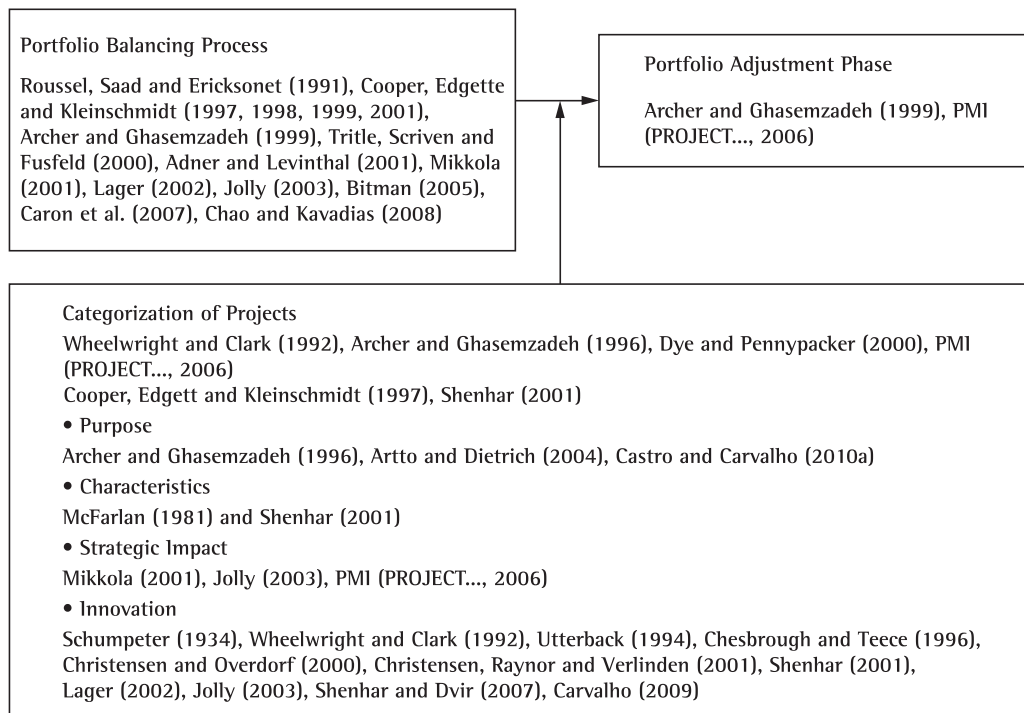 Portfolio Balancing Process
Roussel, Saad and Ericksonet (1991), Cooper, Edgette
and Kleinschmidt (1997, 1998, 1999, 2001),
Archer and Ghasemzadeh (1999), Tritle, Scriven and
Fusfeld (2000), Adner and Levinthal (2001), Mikkola
(2001), Lager (2002), Jolly (2003), Bitman (2005),
Caron et al. (2007), Chao and Kavadias (2008)
Portfolio Adjustment Phase
Archer and Ghasemzadeh (1999), PMI
(PROJECT..., 2006)
Categorization of Projects
Wheelwright and Clark (1992), Archer and Ghasemzadeh (1996), Dye and Pennypacker (2000), PMI
(PROJECT..., 2006)
Cooper, Edgett and Kleinschmidt (1997), Shenhar (2001)
• Purpose
Archer and Ghasemzadeh (1996), Artto and Dietrich (2004), Castro and Carvalho (2010a)
• Characteristics
McFarlan (1981) and Shenhar (2001)
• Strategic Impact
Mikkola (2001), Jolly (2003), PMI (PROJECT..., 2006)
• Innovation
Schumpeter (1934), Wheelwright and Clark (1992), Utterback (1994), Chesbrough and Teece (1996),
Christensen and Overdorf (2000), Christensen, Raynor and Verlinden (2001), Shenhar (2001),
Lager (2002), Jolly (2003), Shenhar and Dvir (2007), Carvalho (2009)